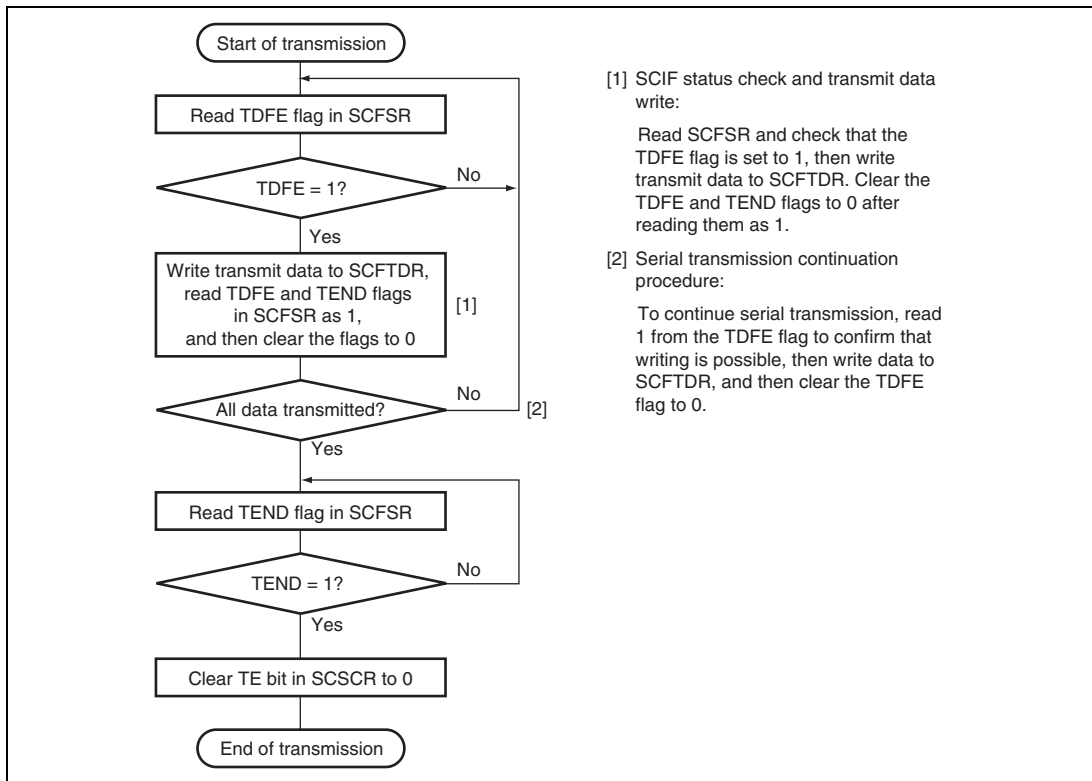 Start of transmission
Read TDFE flag in SCFSR
TDFE = 1?
No
Yes
Write transmit data to SCFTDR,
read TDFE and TEND flags
in SCFSR as 1,
and then clear the flags to 0
[1]
All data transmitted?
No
[2]
Yes
Read TEND flag in SCFSR
TEND = 1?
No
Yes
Clear TE bit in SCSCR to 0
End of transmission
[1] SCIF status check and transmit data
write:
Read SCFSR and check that the
TDFE flag is set to 1, then write
transmit data to SCFTDR. Clear the
TDFE and TEND flags to 0 after
reading them as 1.
[2] Serial transmission continuation
procedure:
To continue serial transmission, read
1 from the TDFE flag to confirm that
writing is possible, then write data to
SCFTDR, and then clear the TDFE
flag to 0.